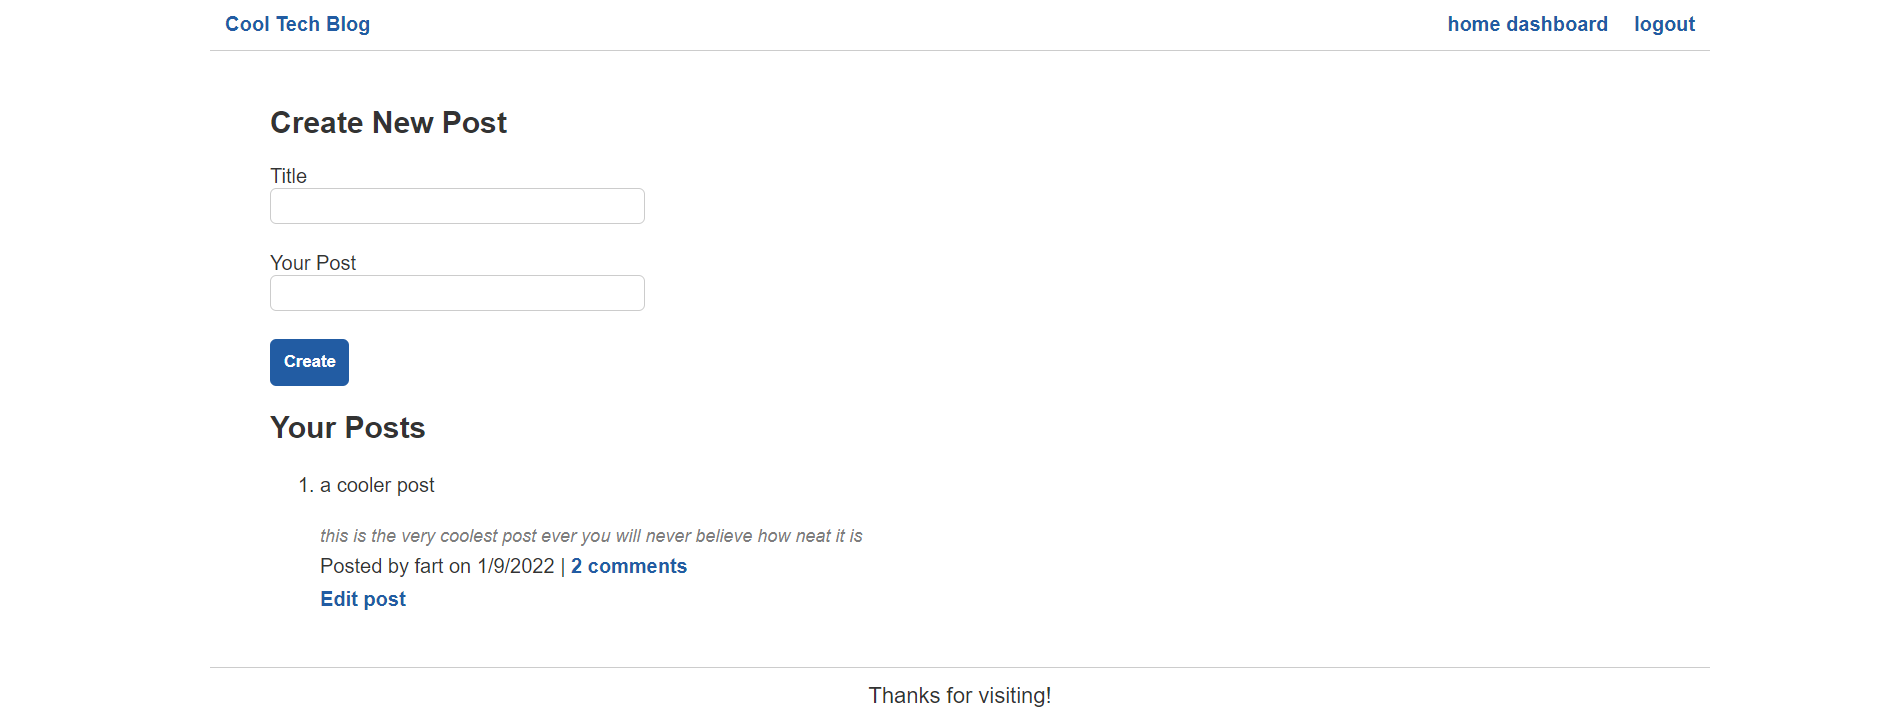 Cool Tech Blog home dashboard logout
Create New Post
Title
Your Post
Create
Your Posts
1. a cooler post
this is the very coolest post ever you will never believe how neat it is
Posted by fart on 1/9/2022 | 2 comments
Edit post
Thanks for visiting!